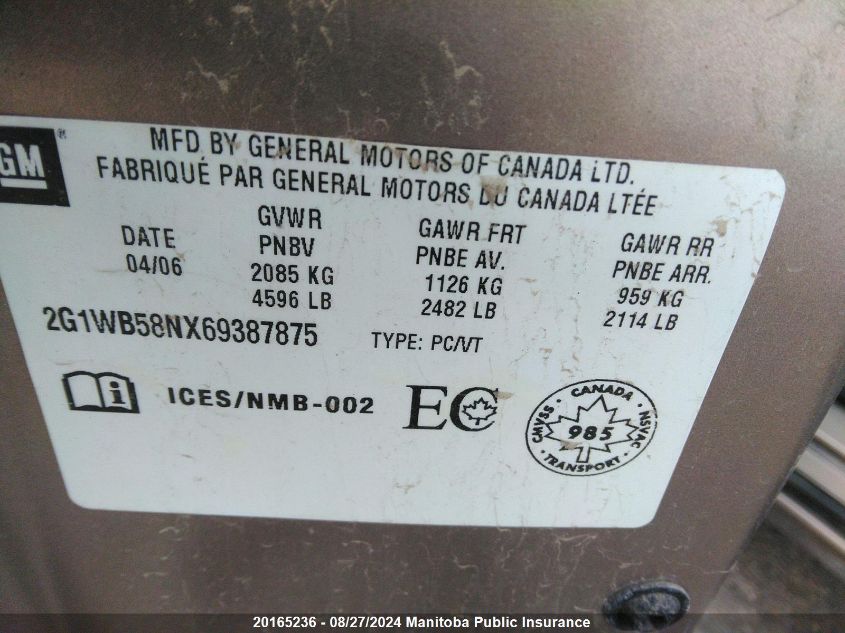 GM®
MFD BY GENERAL MOTORS OF CANADA LTD.
FABRIQUÉ PAR GENERAL MOTORS DU CANADA LTÉE
DATE
04/06
GVWR
PNBV
2085 KG
4596 LB
GAWR FRT
PNBE AV.
1126 KG
2482 LB
GAWR RR
PNBE ARR.
959 KG
2114 LB
2G1WB58NX69387875
TYPE: PC/VT
i ICES/NMB-002
EC
CANADA
CMVSS 985 NSVAC
TRANSPORT
20165236 - 08/27/2024 Manitoba Public Insurance